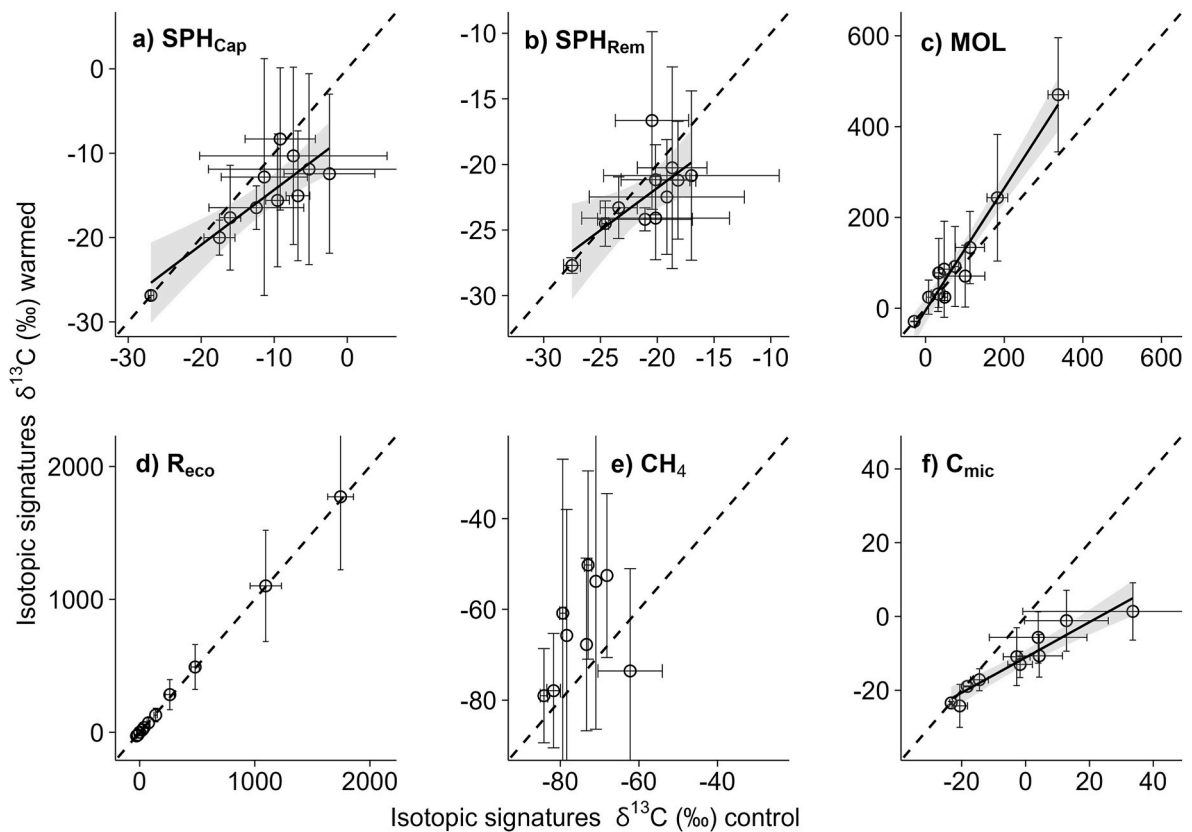 a) SPHCap
0
-10
-20
-30
-30 -20 -10 0
b) SPHRem
-10
-15
-20
-25
-30
-30 -25 -20 -15 -10
c) MOL
600
400
200
0
0 200 400 600
d) Reco
2000
1000
0
0 1000 2000
e) CH4
-40
-60
-80
-80 -60 -40
f) Cmic
40
20
0
-20
-20 0 20 40
Isotopic signatures δ13C (‰) warmed
Isotopic signatures δ13C (‰) control